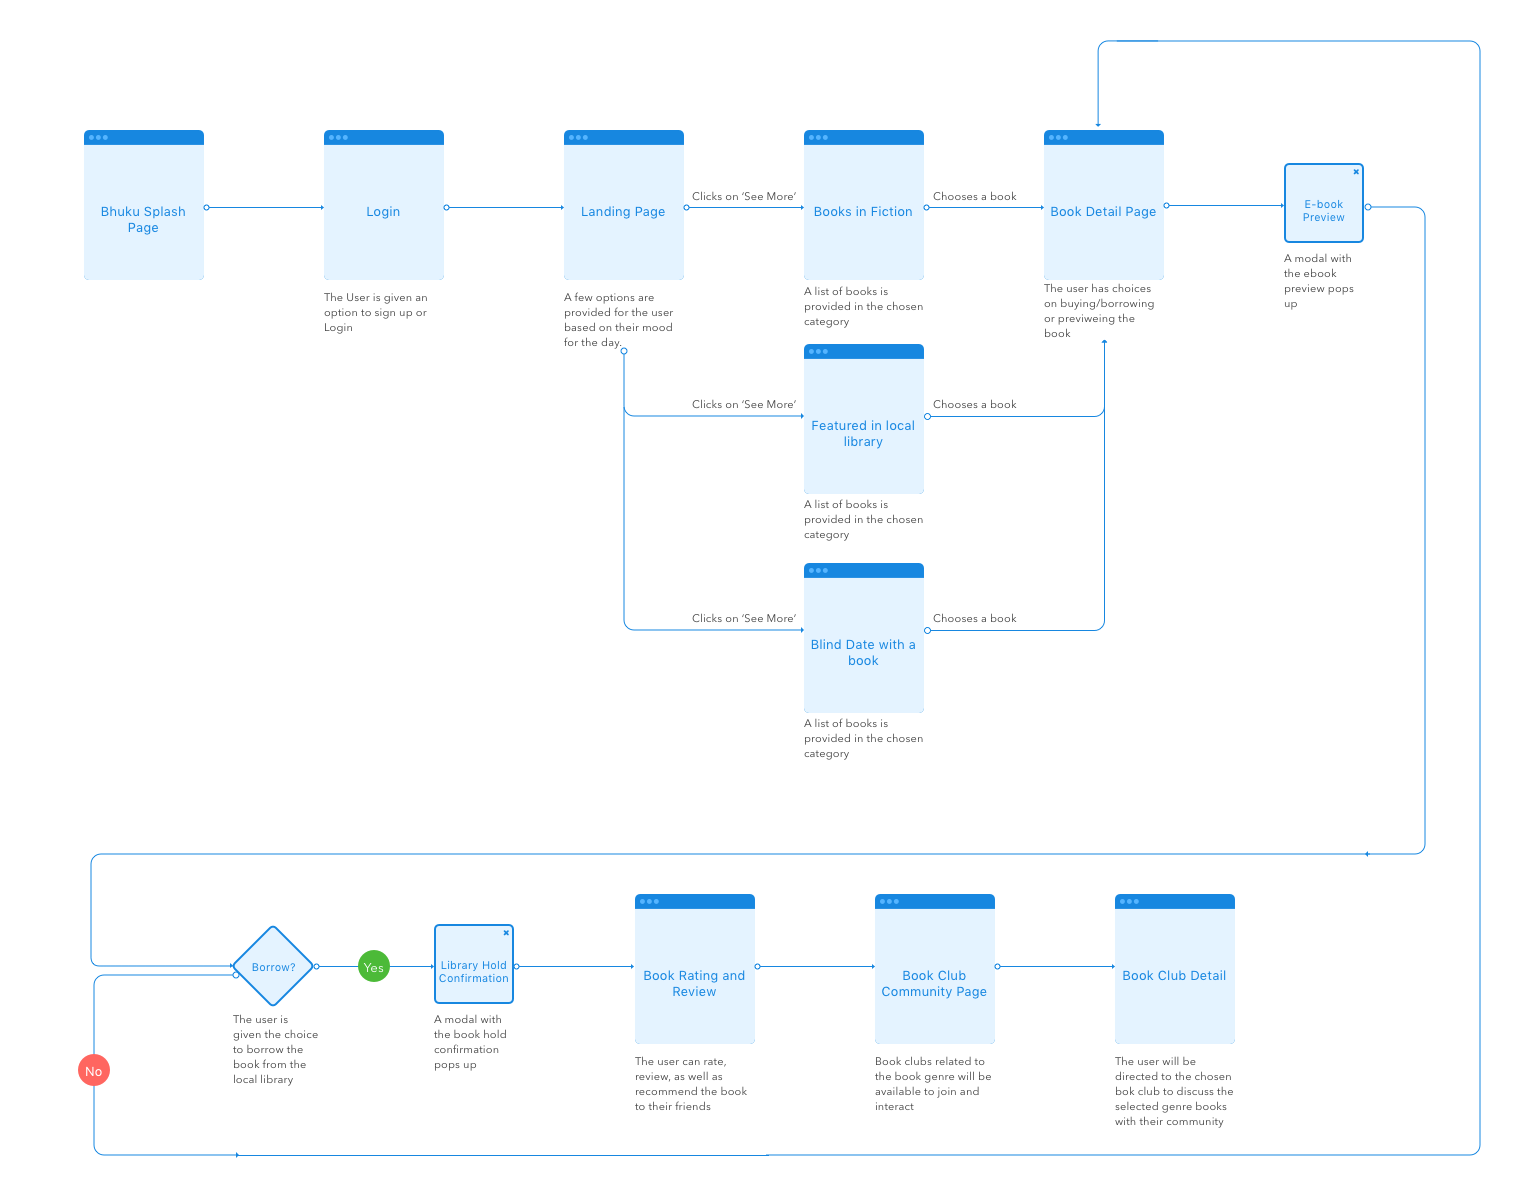 Bhuku Splash
Page
Login
The User is given an
option to sign up or
Login
Landing Page
A few options are
provided for the user
based on their mood
for the day.
Clicks on ‘See More’
Books in Fiction
A list of books is
provided in the chosen
category
Chooses a book
Book Detail Page
The user has choices
on buying/borrowing
or previweing the
book
E-book
Preview
A modal with
the ebook
preview pops
up
Clicks on ‘See More’
Featured in local
library
A list of books is
provided in the chosen
category
Chooses a book
Clicks on ‘See More’
Blind Date with a
book
A list of books is
provided in the chosen
category
Chooses a book
Borrow?
The user is
given the choice
to borrow the
book from the
local library
Yes
No
Library Hold
Confirmation
A modal with
the book hold
confirmation
pops up
Book Rating and
Review
The user can rate,
review, as well as
recommend the book
to their friends
Book Club
Community Page
Book clubs related to
the book genre will be
available to join and
interact
Book Club Detail
The user will be
directed to the chosen
bok club to discuss the
selected genre books
with their community